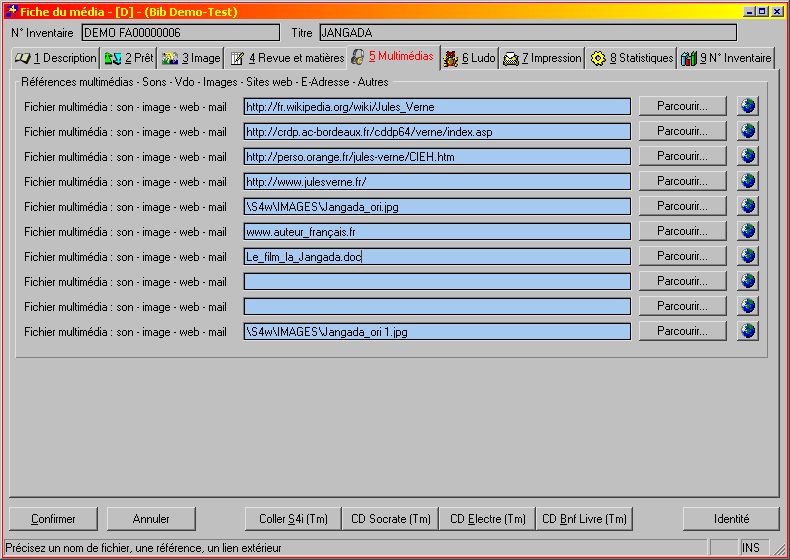 Fiche du média - [D] - (Bib Demo-Test)
N° Inventaire DEMO FA00000006 Titre JANGADA
1 Description 2 Prêt 3 Image 4 Revue et matières 5 Multimédias 6 Ludo 7 Impression 8 Statistiques 9 N° Inventaire
Références multimédias - Sons - Vdo - Images - Sites web - E-Adresse - Autres
Fichier multimédia : son - image - web - mail http://fr.wikipedia.org/wiki/Jules_Verne Parcourir...
Fichier multimédia : son - image - web - mail http://crdp.ac-bordeaux.fr/cddp64/verne/index.asp Parcourir...
Fichier multimédia : son - image - web - mail http://perso.orange.fr/jules-verne/CIEH.htm Parcourir...
Fichier multimédia : son - image - web - mail http://www.julesverne.fr/ Parcourir...
Fichier multimédia : son - image - web - mail \S4w\IMAGES\Jangada_ori.jpg Parcourir...
Fichier multimédia : son - image - web - mail www.auteur_français.fr Parcourir...
Fichier multimédia : son - image - web - mail Le_film_la_Jangada.doc Parcourir...
Fichier multimédia : son - image - web - mail Parcourir...
Fichier multimédia : son - image - web - mail Parcourir...
Fichier multimédia : son - image - web - mail \S4w\IMAGES\Jangada_ori 1.jpg Parcourir...
Confirmer Annuler Coller S4i (Tm) CD Socrate (Tm) CD Electre (Tm) CD Bnf Livre (Tm) Identité
Précisez un nom de fichier, une référence, un lien extérieur INS